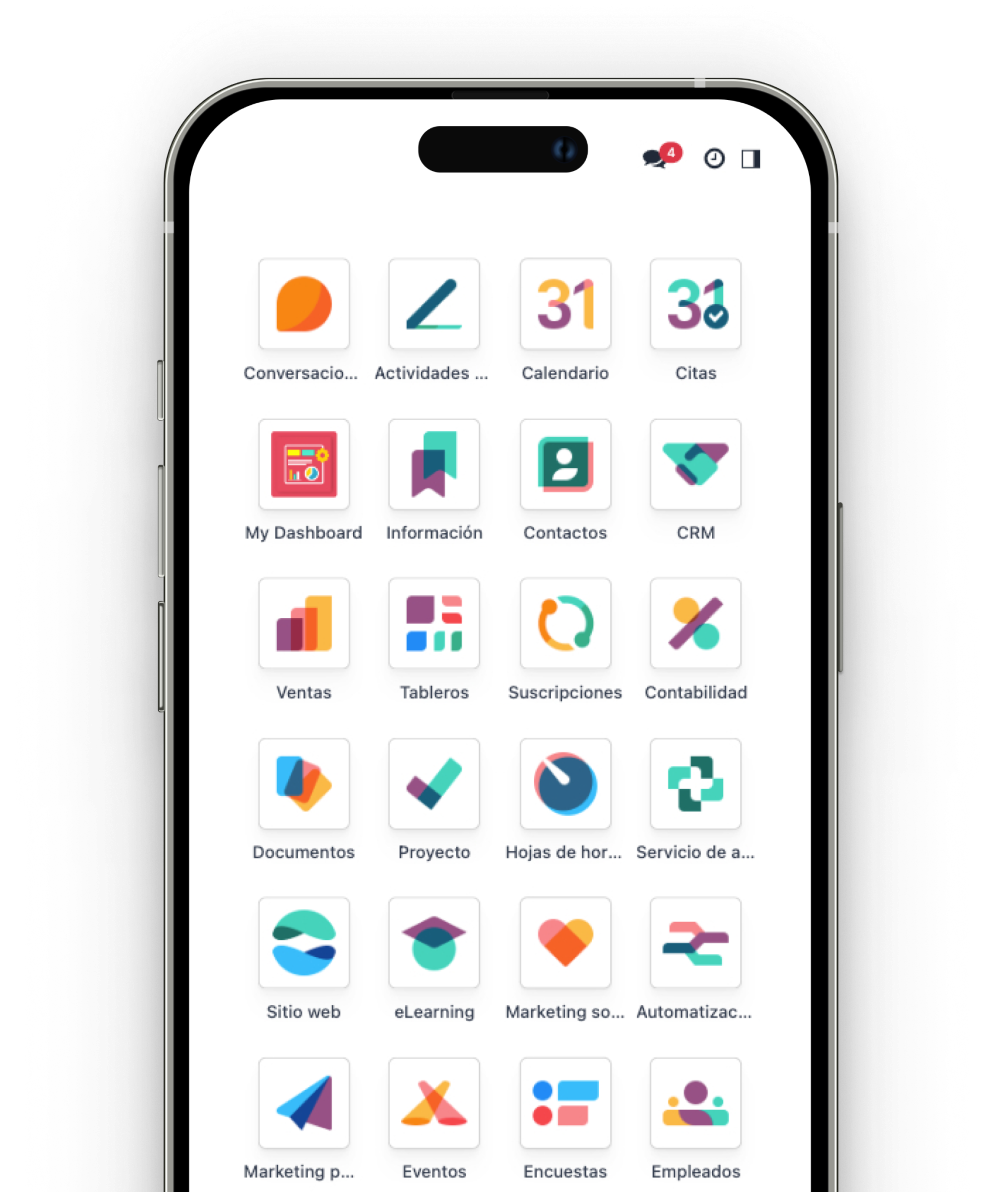 4
31
31
Conversacio...
Actividades ...
Calendario
Citas
My Dashboard
Información
Contactos
CRM
Ventas
Tableros
Suscripciones
Contabilidad
Documentos
Proyecto
Hojas de hor...
Servicio de a...
Sitio web
eLearning
Marketing so...
Automatizac...
Marketing p...
Eventos
Encuestas
Empleados